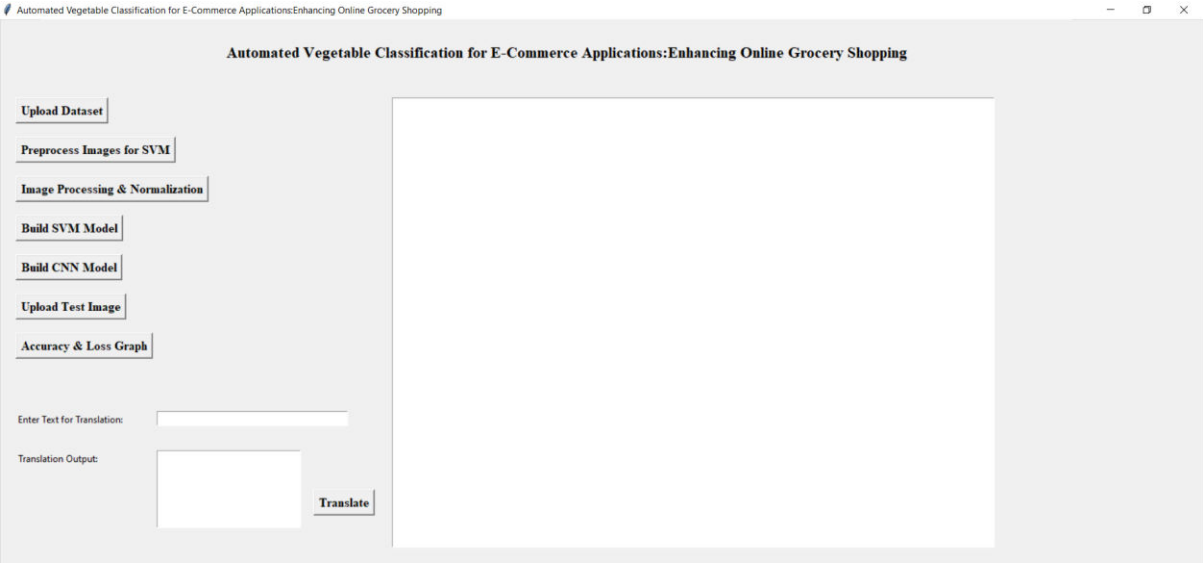 Automated Vegetable Classification for E-Commerce Applications:Enhancing Online Grocery Shopping
Automated Vegetable Classification for E-Commerce Applications:Enhancing Online Grocery Shopping
Upload Dataset
Preprocess Images for SVM
Image Processing & Normalization
Build SVM Model
Build CNN Model
Upload Test Image
Accuracy & Loss Graph
Enter Text for Translation:
Translation Output:
Translate